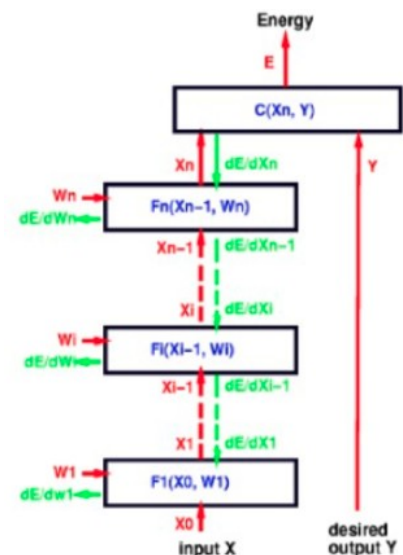 Energy
E
C(Xn, Y)
Xn dE/dXn Y
Wn
dE/dWn Fn(Xn-1, Wn)
Xn-1 dE/dXn-1
Xi dE/dXi
Wi
dE/dWi Fi(Xi-1, Wi)
Xi-1 dE/dXi-1
X1 dE/dX1
W1
dE/dw1 F1(X0, W1)
X0
input X desired
output Y